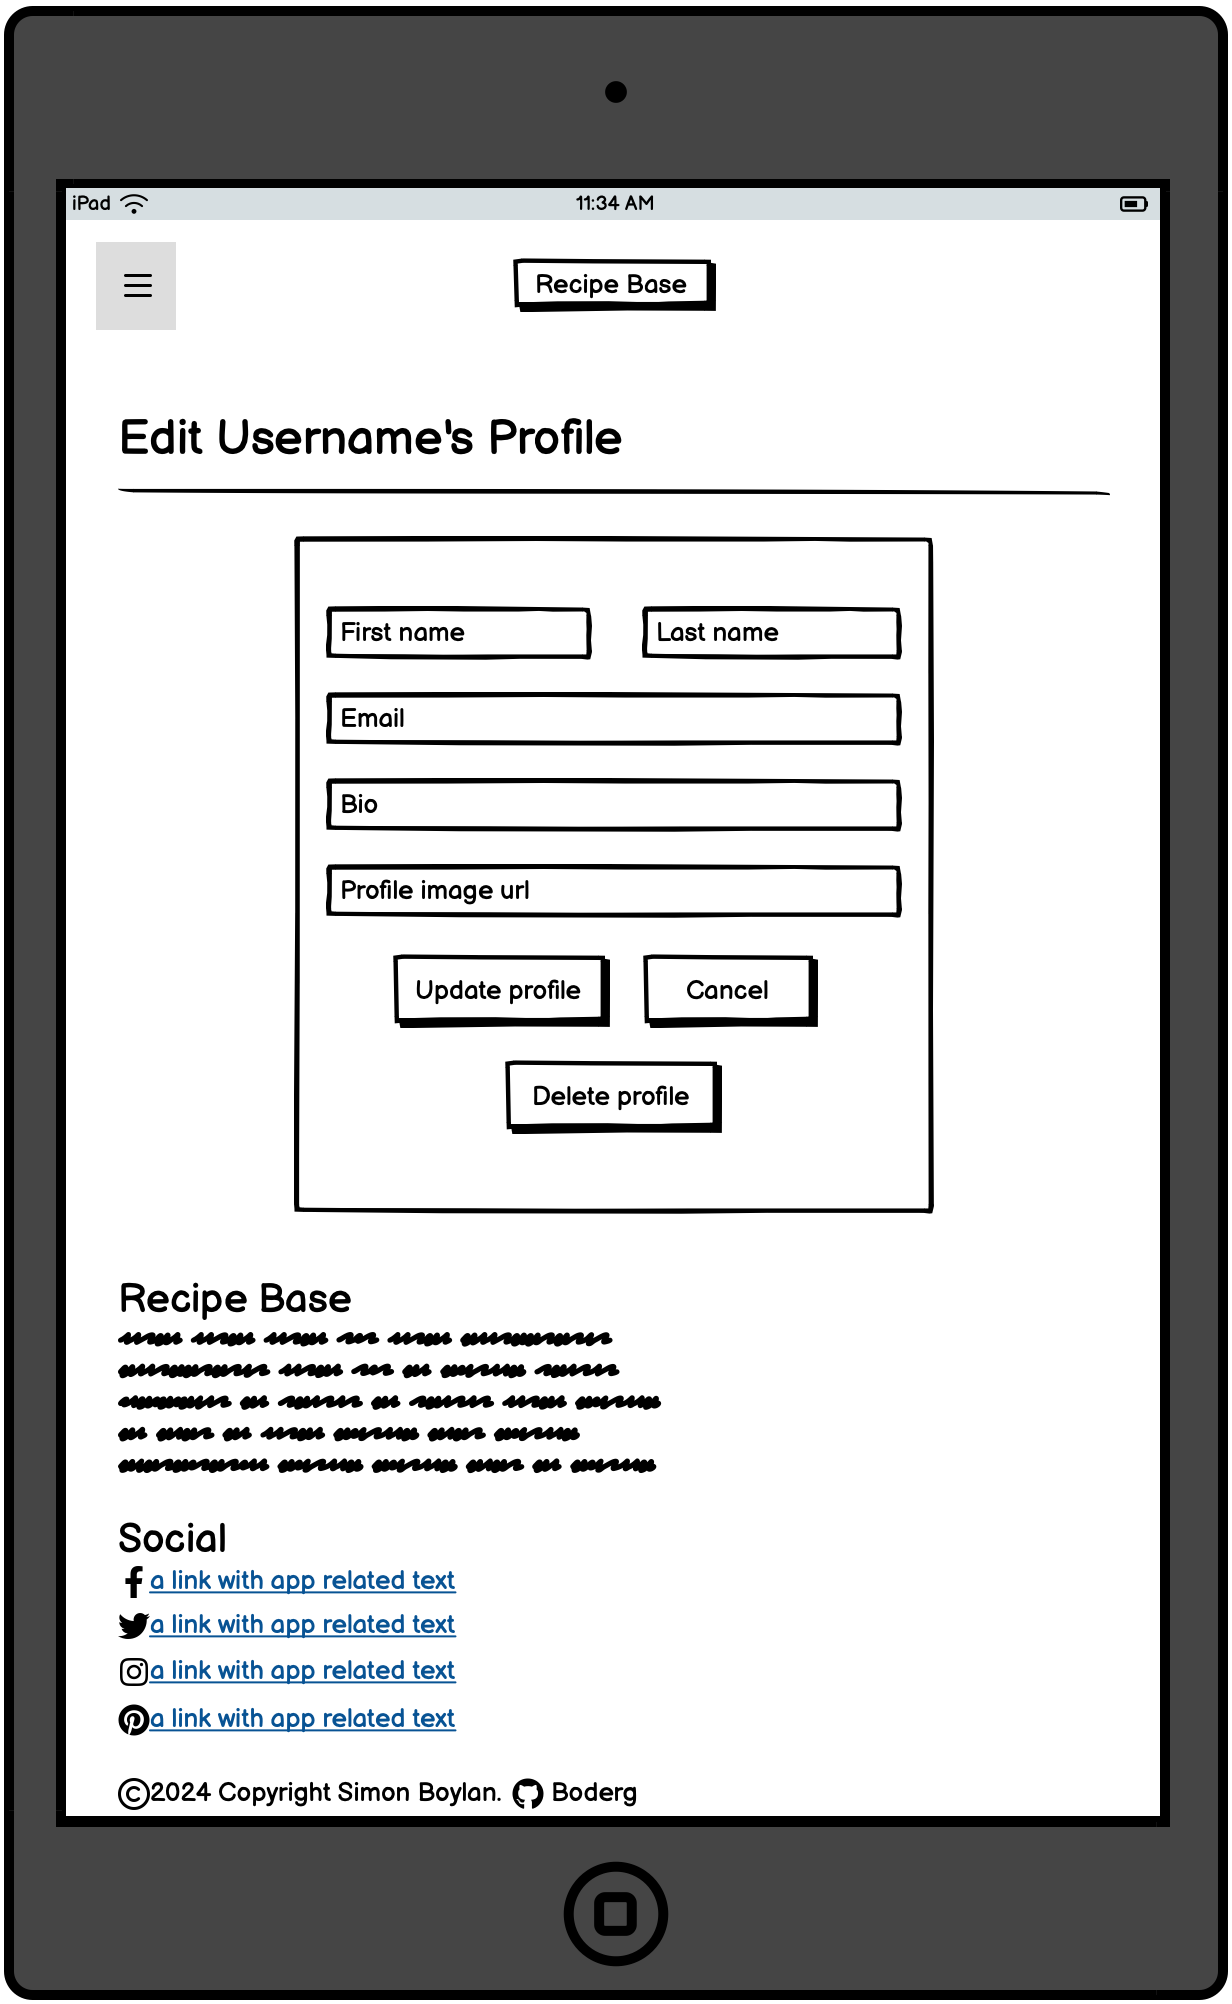 iPad 11:34 AM
Recipe Base
Edit Username's Profile
First name Last name
Email
Bio
Profile image url
Update profile Cancel
Delete profile
Recipe Base
Social
a link with app related text
a link with app related text
a link with app related text
a link with app related text
©2024 Copyright Simon Boylan. Boderg